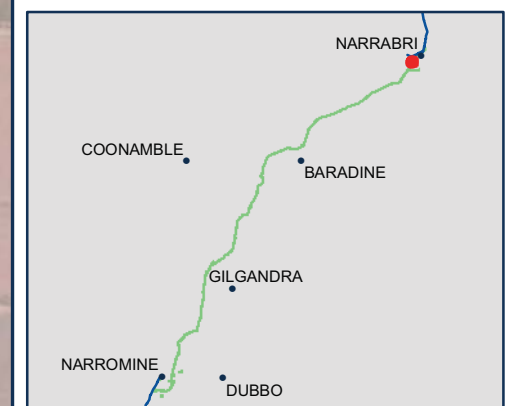 NARRABRI
COONAMBLE
BARADINE
GILGANDRA
NARROMINE
DUBBO